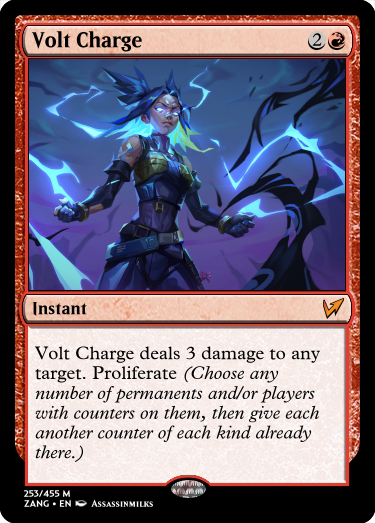 Volt Charge 2
Instant
Volt Charge deals 3 damage to any
target. Proliferate (Choose any
number of permanents and/or players
with counters on them, then give each
another counter of each kind already
there.)
253/455 M
ZANG • EN ASSASSINMILKS